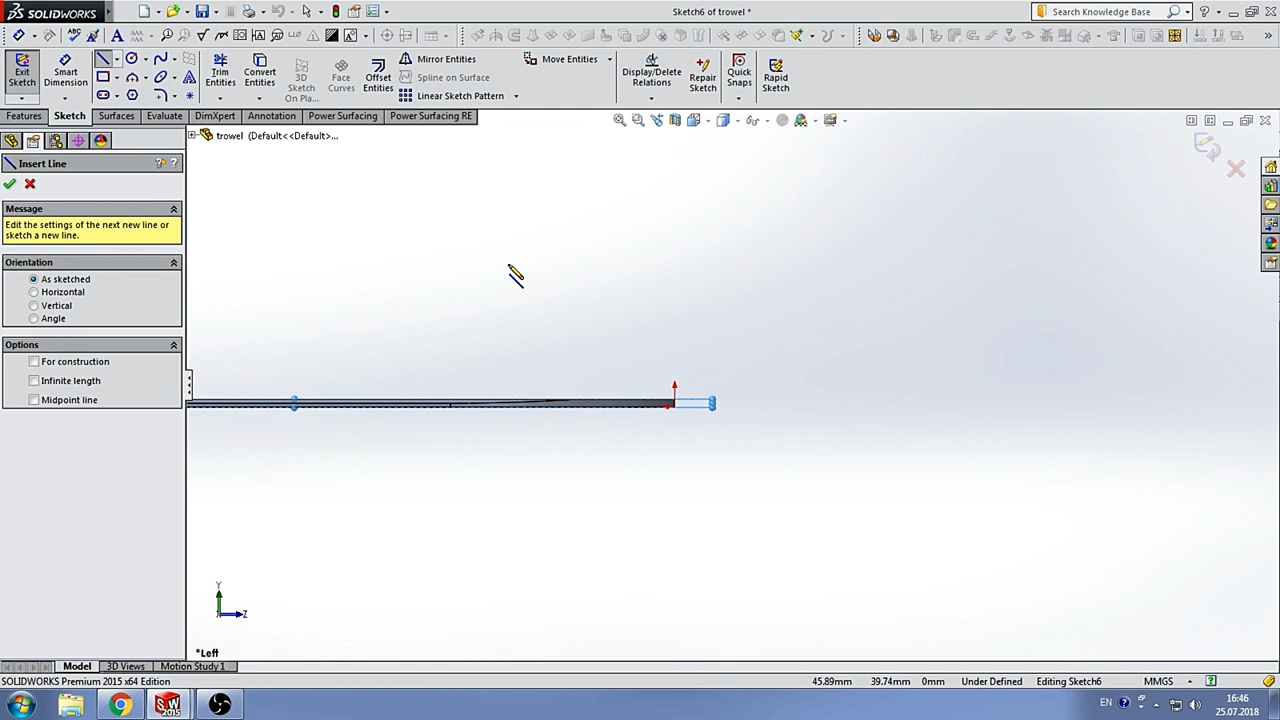 SOLIDWORKS
Sketch6 of trowel *
Search Knowledge Base
Exit Sketch
Smart Dimension
Trim Entities
Convert Entities
3D Sketch On Pla...
Face Curves
Offset Entities
Mirror Entities
Spline on Surface
Linear Sketch Pattern
Move Entities
Display/Delete Relations
Repair Sketch
Quick Snaps
Rapid Sketch
Features
Sketch
Surfaces
Evaluate
DimXpert
Annotation
Power Surfacing
Power Surfacing RE
trowel (Default<<Default>...
Insert Line
Message
Edit the settings of the next new line or
sketch a new line.
Orientation
As sketched
Horizontal
Vertical
Angle
Options
For construction
Infinite length
Midpoint line
Y
Z
*Left
Model
3D Views
Motion Study 1
SOLIDWORKS Premium 2015 x64 Edition
45.89mm
39.74mm
0mm
Under Defined
Editing Sketch6
MMGS
EN
16:46
25.07.2018